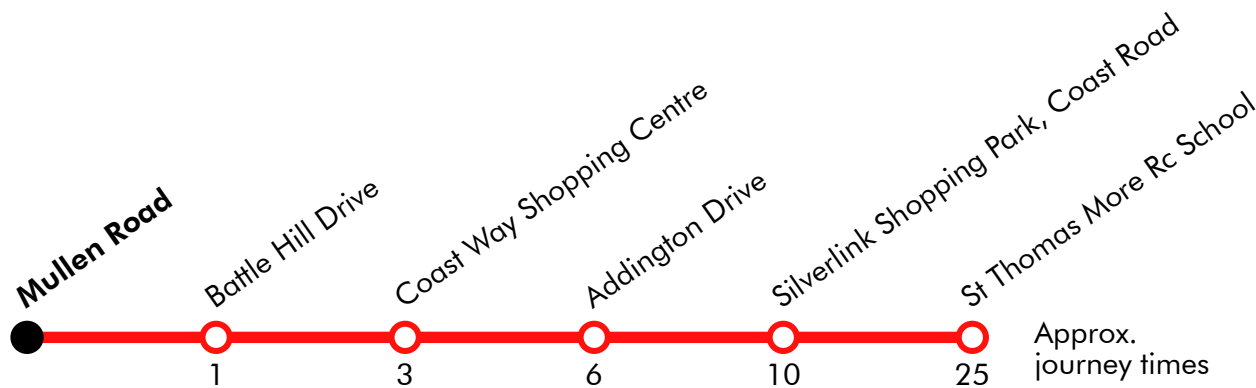 Mullen Road
Battle Hill Drive
Coast Way Shopping Centre
Addington Drive
Silverlink Shopping Park, Coast Road
St Thomas More Rc School
1
3
6
10
25
Approx.
journey times